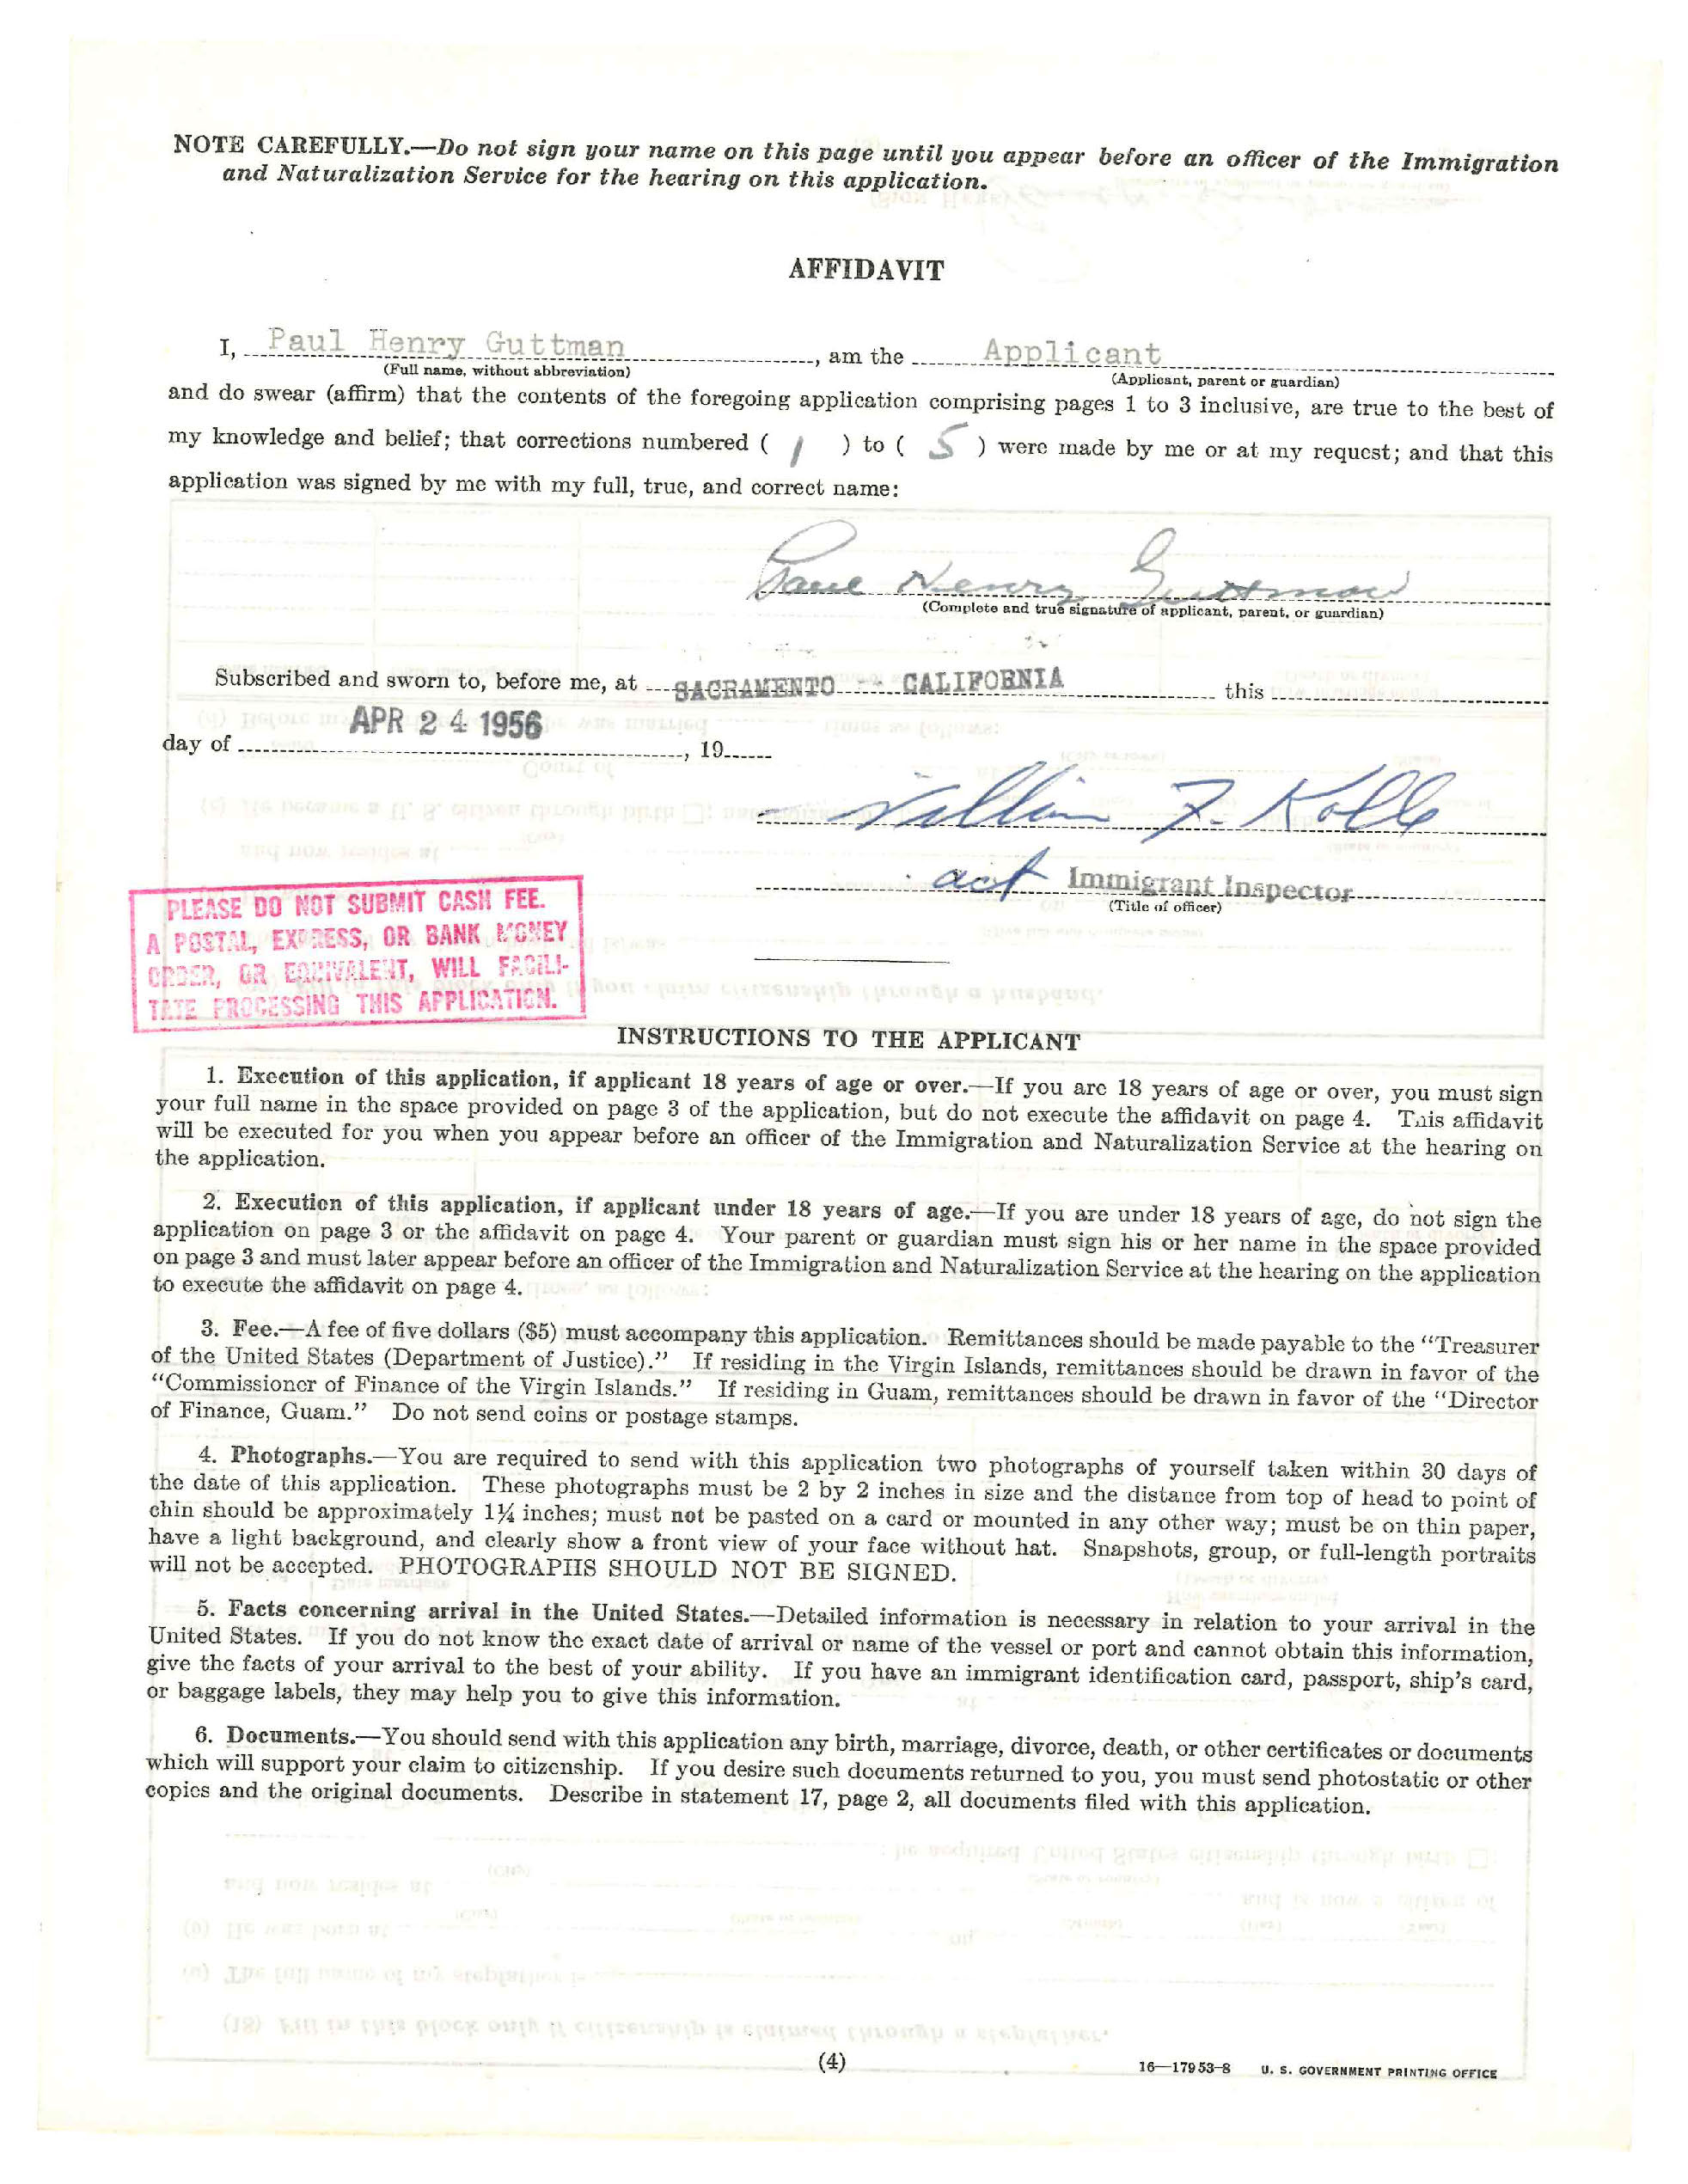 NOTE CAREFULLY.—Do not sign your name on this page until you appear before an officer of the Immigration
and Naturalization Service for the hearing on this application.
AFFIDAVIT
I, Paul Henry Guttman, am the Applicant
(Full name, without abbreviation) (Applicant, parent or guardian)
and do swear (affirm) that the contents of the foregoing application comprising pages 1 to 3 inclusive, are true to the best of
my knowledge and belief; that corrections numbered ( 1 ) to ( 5 ) were made by me or at my request; and that this
application was signed by me with my full, true, and correct name:
Paul Henry Guttman
(Complete and true signature of applicant, parent, or guardian)
Subscribed and sworn to, before me, at SACRAMENTO -- CALIFORNIA this
APR 24 1956
day of , 19
William F. Kolb
act Immigrant Inspector
(Title of officer)
PLEASE DO NOT SUBMIT CASH FEE.
A POSTAL, EXPRESS, OR BANK MONEY
ORDER, OR EQUIVALENT, WILL FACILI-
TATE PROCESSING THIS APPLICATION.
INSTRUCTIONS TO THE APPLICANT
1. Execution of this application, if applicant 18 years of age or over.—If you are 18 years of age or over, you must sign
your full name in the space provided on page 3 of the application, but do not execute the affidavit on page 4. This affidavit
will be executed for you when you appear before an officer of the Immigration and Naturalization Service at the hearing on
the application.
2. Execution of this application, if applicant under 18 years of age.—If you are under 18 years of age, do not sign the
application on page 3 or the affidavit on page 4. Your parent or guardian must sign his or her name in the space provided
on page 3 and must later appear before an officer of the Immigration and Naturalization Service at the hearing on the application
to execute the affidavit on page 4.
3. Fee.—A fee of five dollars ($5) must accompany this application. Remittances should be made payable to the “Treasurer
of the United States (Department of Justice).” If residing in the Virgin Islands, remittances should be drawn in favor of the
“Commissioner of Finance of the Virgin Islands.” If residing in Guam, remittances should be drawn in favor of the “Director
of Finance, Guam.” Do not send coins or postage stamps.
4. Photographs.—You are required to send with this application two photographs of yourself taken within 30 days of
the date of this application. These photographs must be 2 by 2 inches in size and the distance from top of head to point of
chin should be approximately 1¼ inches; must not be pasted on a card or mounted in any other way; must be on thin paper,
have a light background, and clearly show a front view of your face without hat. Snapshots, group, or full-length portraits
will not be accepted. PHOTOGRAPHS SHOULD NOT BE SIGNED.
5. Facts concerning arrival in the United States.—Detailed information is necessary in relation to your arrival in the
United States. If you do not know the exact date of arrival or name of the vessel or port and cannot obtain this information,
give the facts of your arrival to the best of your ability. If you have an immigrant identification card, passport, ship’s card,
or baggage labels, they may help you to give this information.
6. Documents.—You should send with this application any birth, marriage, divorce, death, or other certificates or documents
which will support your claim to citizenship. If you desire such documents returned to you, you must send photostatic or other
copies and the original documents. Describe in statement 17, page 2, all documents filed with this application.
(4)
16—17953-8 U. S. GOVERNMENT PRINTING OFFICE